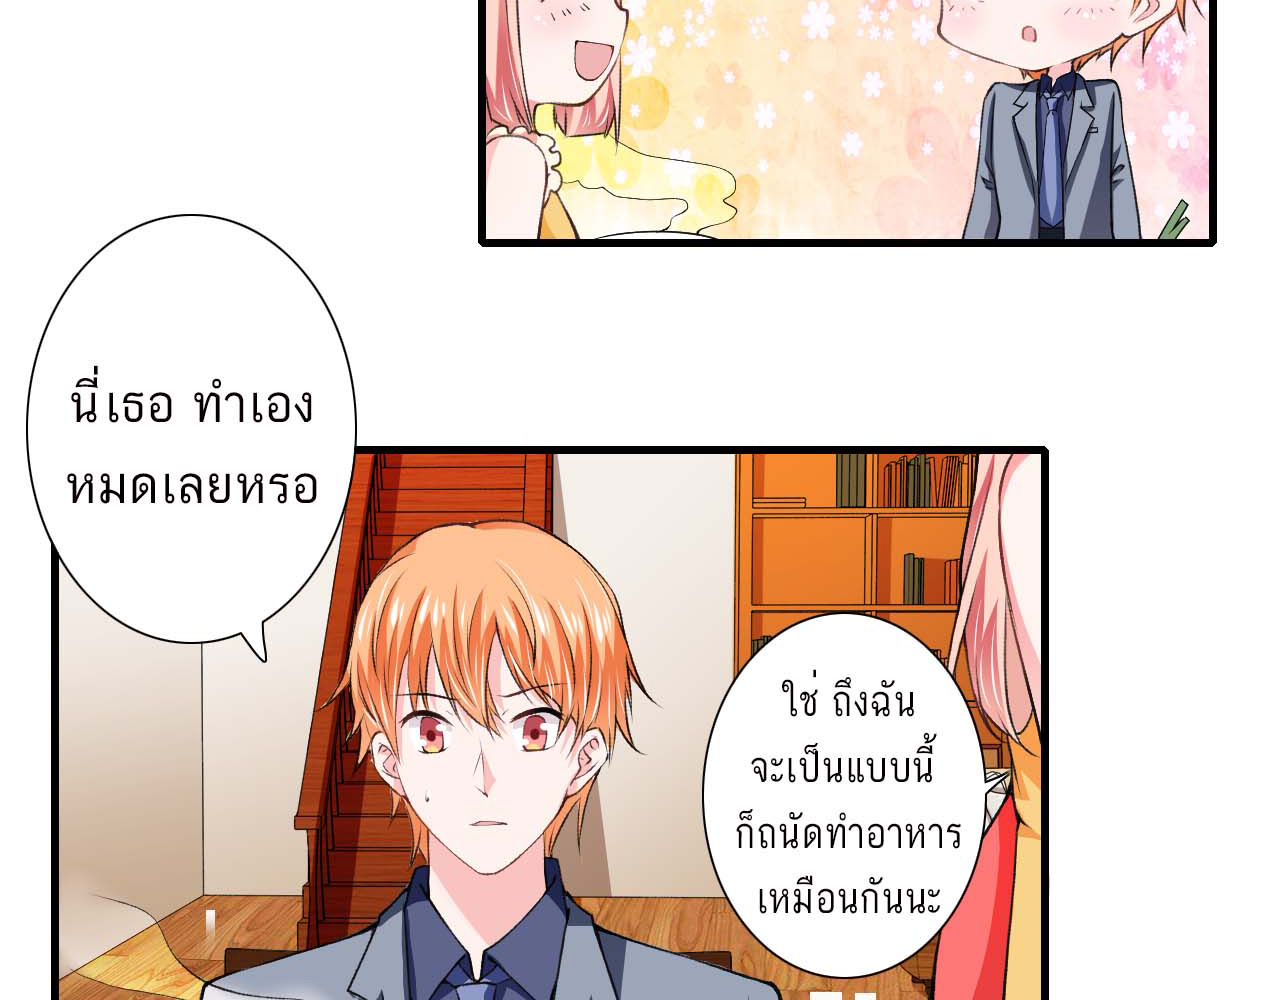 นี่เธอ ทำเอง
หมดเลยหรอ
ใช่ ถึงฉัน
จะเป็นแบบนี้
ก็ถนัดทำอาหาร
เหมือนกันนะ